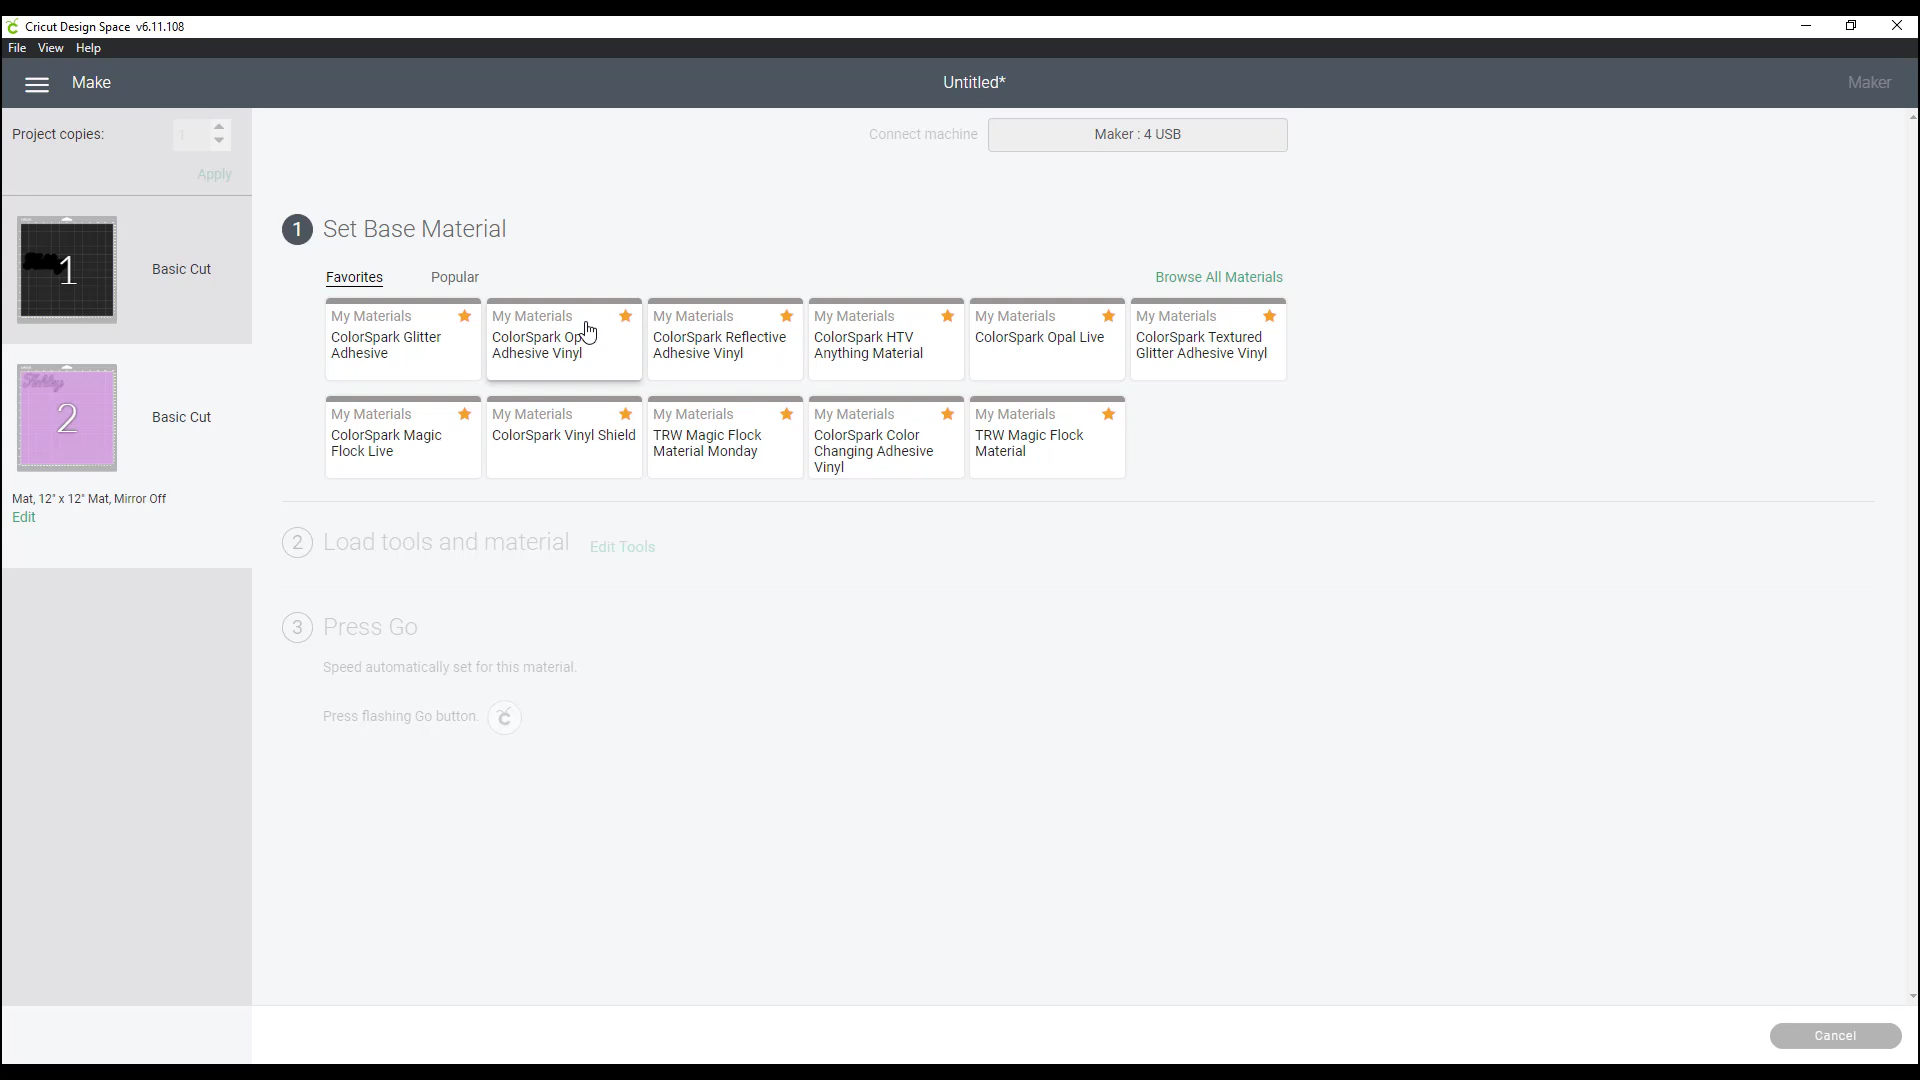 Cricut Design Space v6.11.108
File View Help
Make
Untitled*
Maker
Project copies:
1
Apply
Connect machine
Maker : 4 USB
1
Basic Cut
2
Basic Cut
Mat, 12" x 12" Mat, Mirror Off
Edit
1 Set Base Material
Favorites
Popular
Browse All Materials
My Materials
ColorSpark Glitter
Adhesive
My Materials
ColorSpark Op
Adhesive Vinyl
My Materials
ColorSpark Reflective
Adhesive Vinyl
My Materials
ColorSpark HTV
Anything Material
My Materials
ColorSpark Opal Live
My Materials
ColorSpark Textured
Glitter Adhesive Vinyl
My Materials
ColorSpark Magic
Flock Live
My Materials
ColorSpark Vinyl Shield
My Materials
TRW Magic Flock
Material Monday
My Materials
ColorSpark Color
Changing Adhesive
Vinyl
My Materials
TRW Magic Flock
Material
2 Load tools and material
Edit Tools
3 Press Go
Speed automatically set for this material.
Press flashing Go button.
Cancel